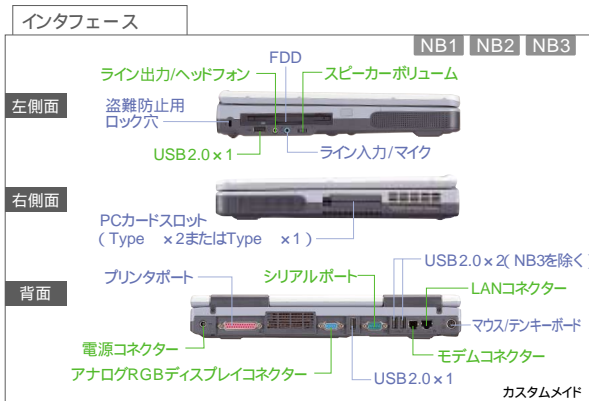 インタフェース
NB1 NB2 NB3
FDD
ライン出力/ヘッドフォン
スピーカーボリューム
左側面
盗難防止用
ロック穴
USB2.0×1
ライン入力/マイク
右側面
PCカードスロット
(Type ×2またはType ×1)
USB2.0×2(NB3を除く)
背面
プリンタポート
シリアルポート
LANコネクター
マウス/テンキーボード
電源コネクター
モデムコネクター
アナログRGBディスプレイコネクター
USB2.0×1
カスタムメイド